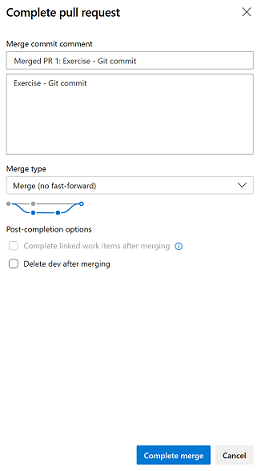 Complete pull request
Merge commit comment
Merged PR 1: Exercise - Git commit
Exercise - Git commit
Merge type
Merge (no fast-forward)
Post-completion options
Complete linked work items after merging
Delete dev after merging
Complete merge
Cancel